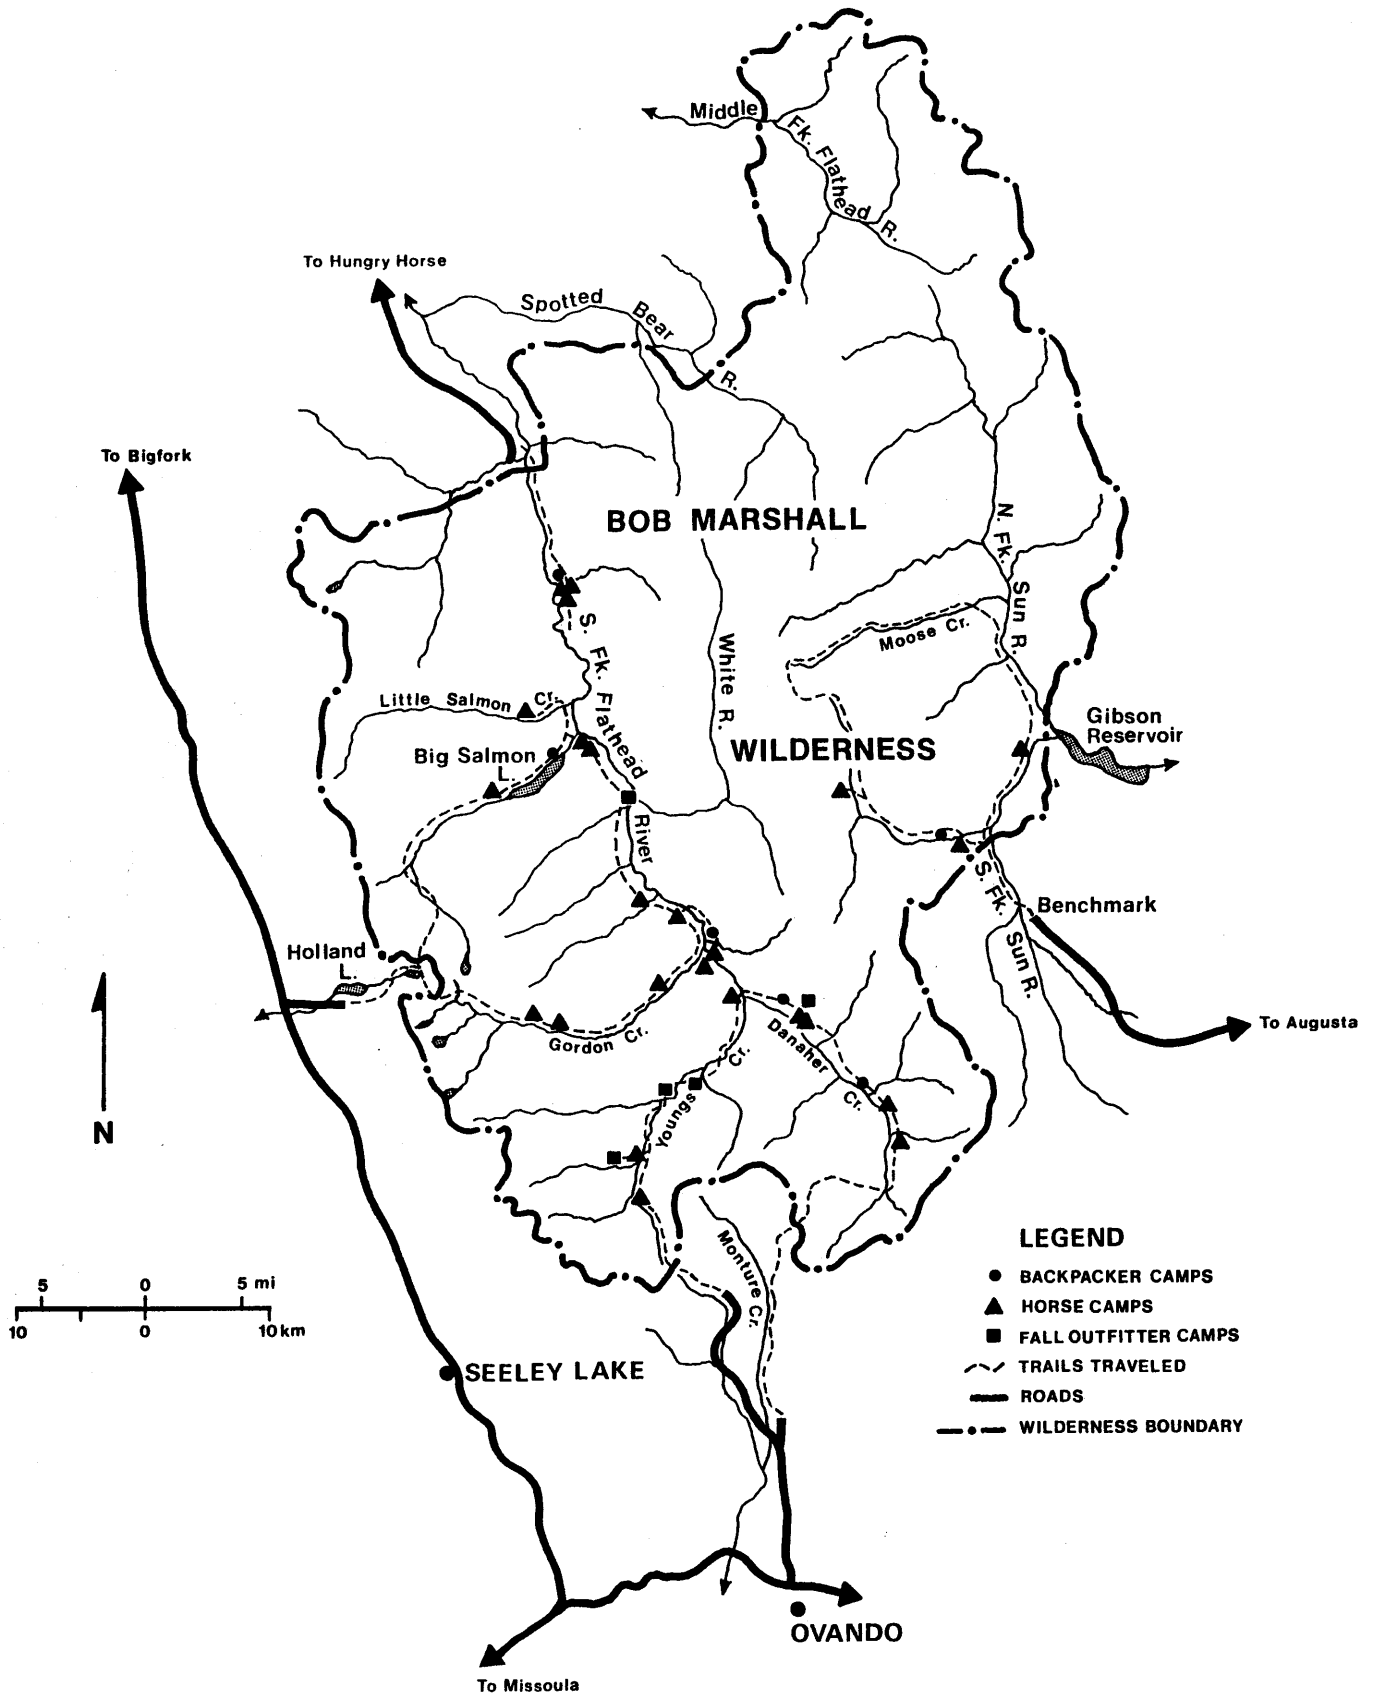 Middle
Fk. Flathead R.
To Hungry Horse
Spotted Bear R.
To Bigfork
BOB MARSHALL
N. Fk. Sun R.
S. Fk. Flathead River
White R.
Moose Cr.
Little Salmon Cr.
Gibson
Reservoir
Big Salmon
L.
WILDERNESS
S. Fk. Sun R.
Benchmark
Holland
L.
To Augusta
Gordon Cr.
Danaher Cr.
Youngs Cr.
N
Monture Cr.
LEGEND
BACKPACKER CAMPS
HORSE CAMPS
FALL OUTFITTER CAMPS
TRAILS TRAVELED
ROADS
WILDERNESS BOUNDARY
5 0 5 mi
10 0 10 km
SEELEY LAKE
OVANDO
To Missoula